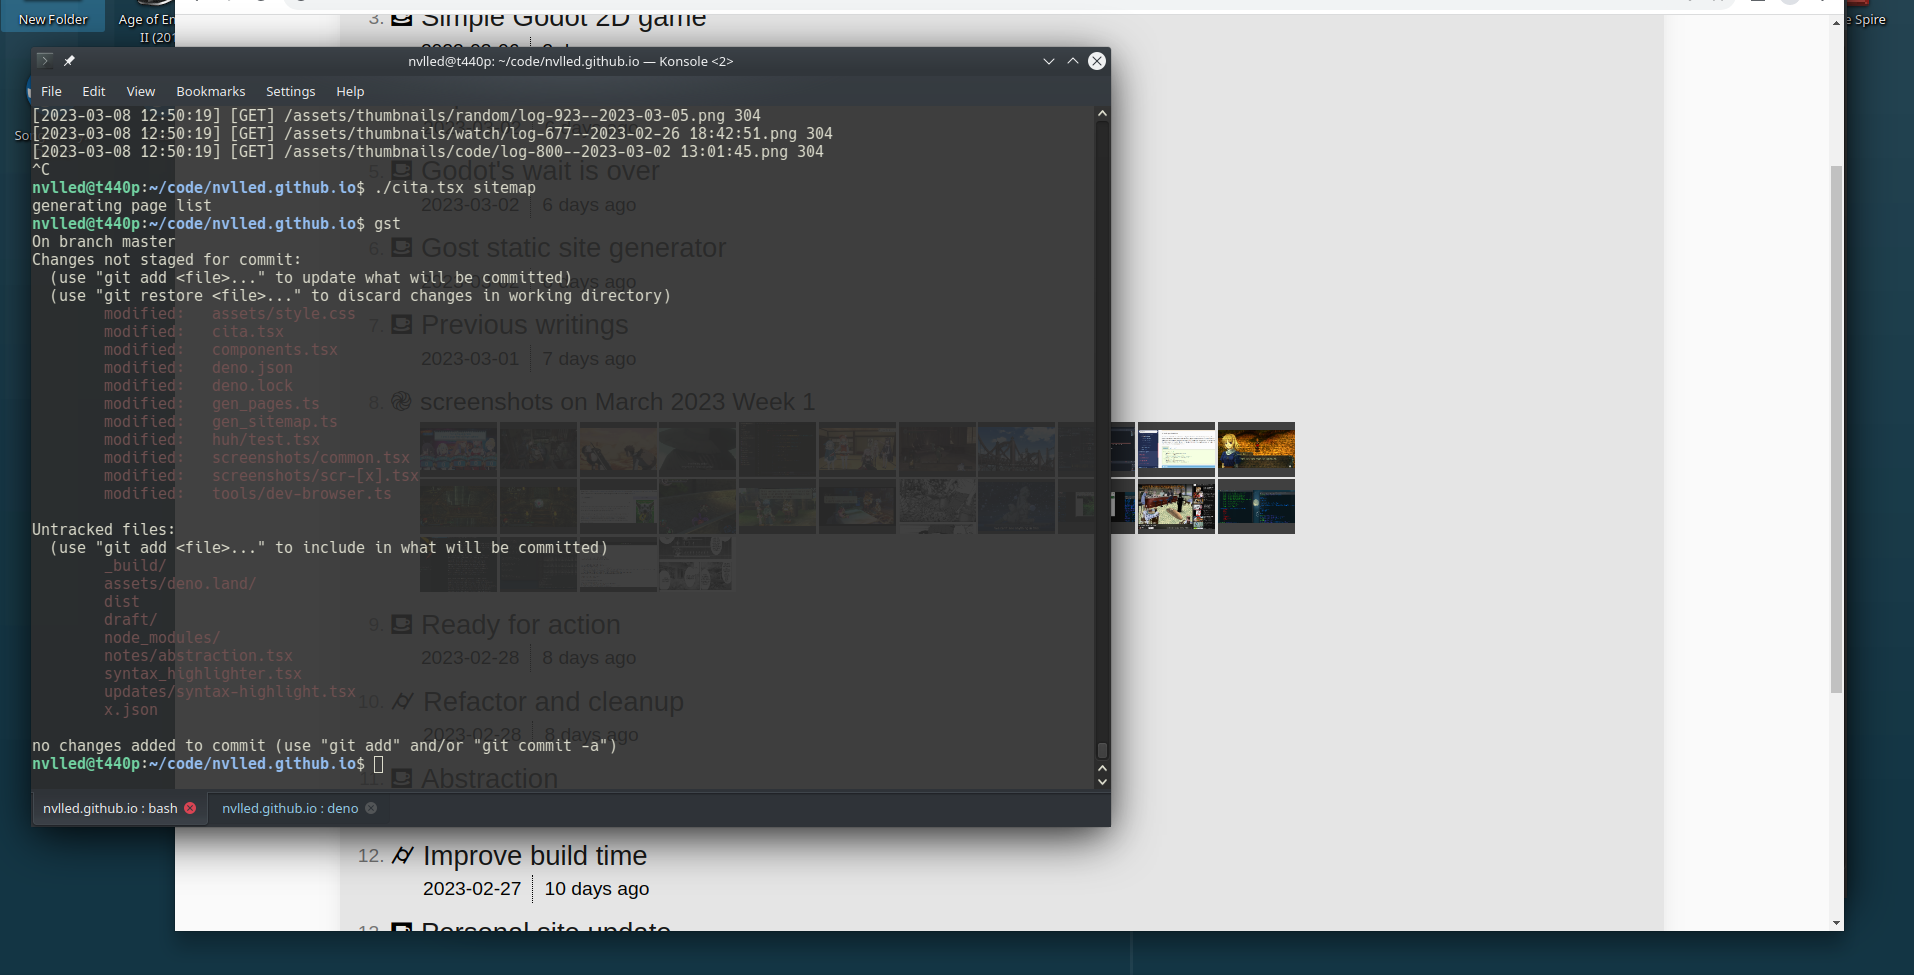 New Folder
Age of En
II (201
e Spire
So
3. Simple Godot 2D game
nvlled@t440p: ~/code/nvlled.github.io — Konsole <2>
File Edit View Bookmarks Settings Help
[2023-03-08 12:50:19] [GET] /assets/thumbnails/random/log-923--2023-03-05.png 304
[2023-03-08 12:50:19] [GET] /assets/thumbnails/watch/log-677--2023-02-26 18:42:51.png 304
[2023-03-08 12:50:19] [GET] /assets/thumbnails/code/log-800--2023-03-02 13:01:45.png 304
^C
nvlled@t440p:~/code/nvlled.github.io$ ./cita.tsx sitemap
generating page list
nvlled@t440p:~/code/nvlled.github.io$ gst
On branch master
Changes not staged for commit:
(use "git add <file>..." to update what will be committed)
(use "git restore <file>..." to discard changes in working directory)
modified: assets/style.css
modified: cita.tsx
modified: components.tsx
modified: deno.json
modified: deno.lock
modified: gen_pages.ts
modified: gen_sitemap.ts
modified: huh/test.tsx
modified: screenshots/common.tsx
modified: screenshots/scr-[x].tsx
modified: tools/dev-browser.ts
Untracked files:
(use "git add <file>..." to include in what will be committed)
_build/
assets/deno.land/
dist
draft/
node_modules/
notes/abstraction.tsx
syntax_highlighter.tsx
updates/syntax-highlight.tsx
x.json
no changes added to commit (use "git add" and/or "git commit -a")
nvlled@t440p:~/code/nvlled.github.io$
nvlled.github.io : bash
nvlled.github.io : deno
5. Godot's wait is over
2023-03-02 6 days ago
6. Gost static site generator
7. Previous writings
2023-03-01 7 days ago
8. screenshots on March 2023 Week 1
9. Ready for action
2023-02-28 8 days ago
10. Refactor and cleanup
2023-02-28 8 days ago
11. Abstraction
12. Improve build time
2023-02-27 10 days ago
13. Personal site update